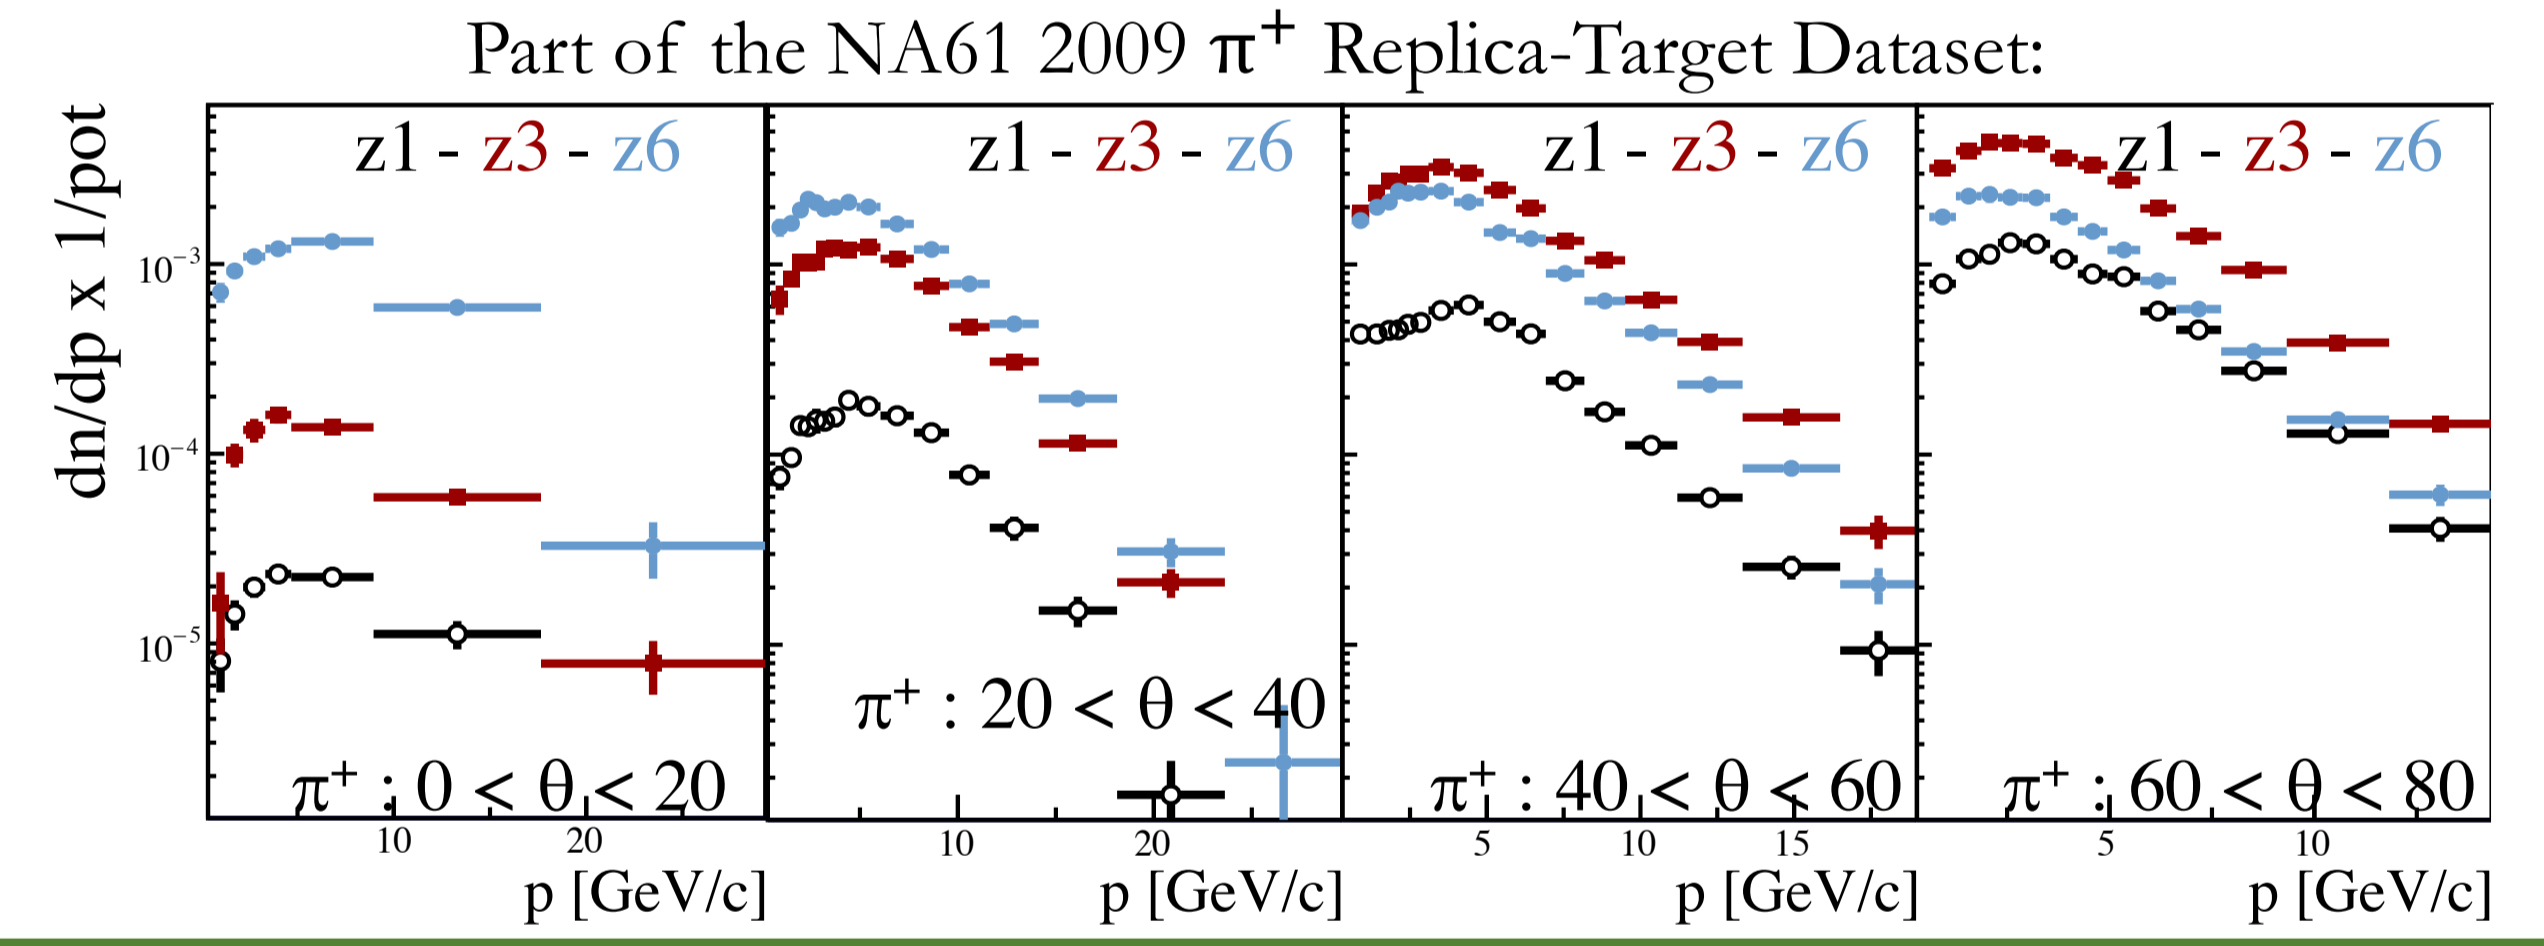 Part of the NA61 2009 π⁺ Replica-Target Dataset:
dn/dp x 1/pot
10⁻³
10⁻⁴
10⁻⁵
z1 - z3 - z6
π⁺ : 0 < θ < 20
10 20
p [GeV/c]
z1 - z3 - z6
π⁺ : 20 < θ < 40
10 20
p [GeV/c]
z1 - z3 - z6
π⁺ : 40 < θ < 60
5 10 15
p [GeV/c]
z1 - z3 - z6
π⁺ : 60 < θ < 80
5 10
p [GeV/c]